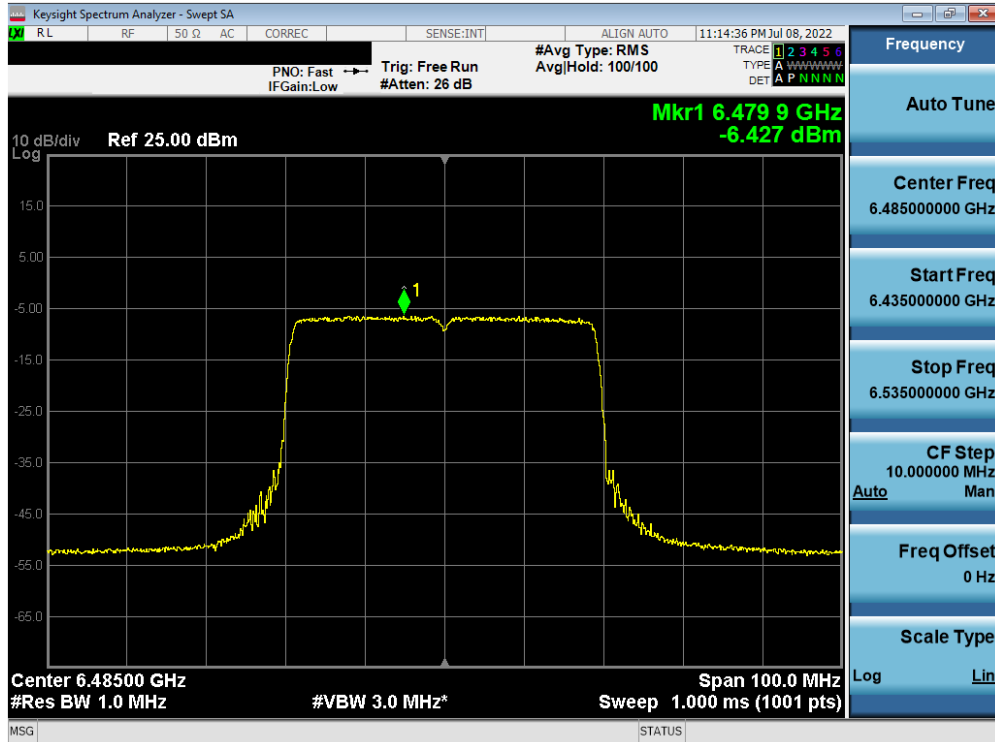 Keysight Spectrum Analyzer - Swept SA
LXI RL RF 50 Ω AC CORREC SENSE:INT ALIGN AUTO 11:14:36 PM Jul 08, 2022
PNO: Fast
IFGain:Low
Trig: Free Run
#Atten: 26 dB
#Avg Type: RMS
Avg|Hold: 100/100
TRACE 1 2 3 4 5 6
TYPE A W W W W W
DET A P N N N N
Mkr1 6.479 9 GHz
-6.427 dBm
10 dB/div Ref 25.00 dBm
Log
15.0
5.00
-5.00
-15.0
-25.0
-35.0
-45.0
-55.0
-65.0
1
Center 6.48500 GHz Span 100.0 MHz
#Res BW 1.0 MHz #VBW 3.0 MHz* Sweep 1.000 ms (1001 pts)
MSG STATUS
Frequency
Auto Tune
Center Freq
6.485000000 GHz
Start Freq
6.435000000 GHz
Stop Freq
6.535000000 GHz
CF Step
10.000000 MHz
Auto Man
Freq Offset
0 Hz
Scale Type
Log Lin